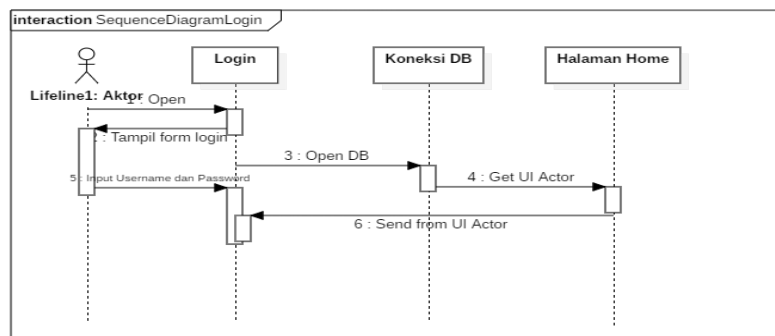 interaction SequenceDiagramLogin
Login
Koneksi DB
Halaman Home
Lifeline1: Aktor
1 : Open
2 : Tampil form login
3 : Open DB
4 : Get UI Actor
5 : Input Username dan Password
6 : Send from UI Actor